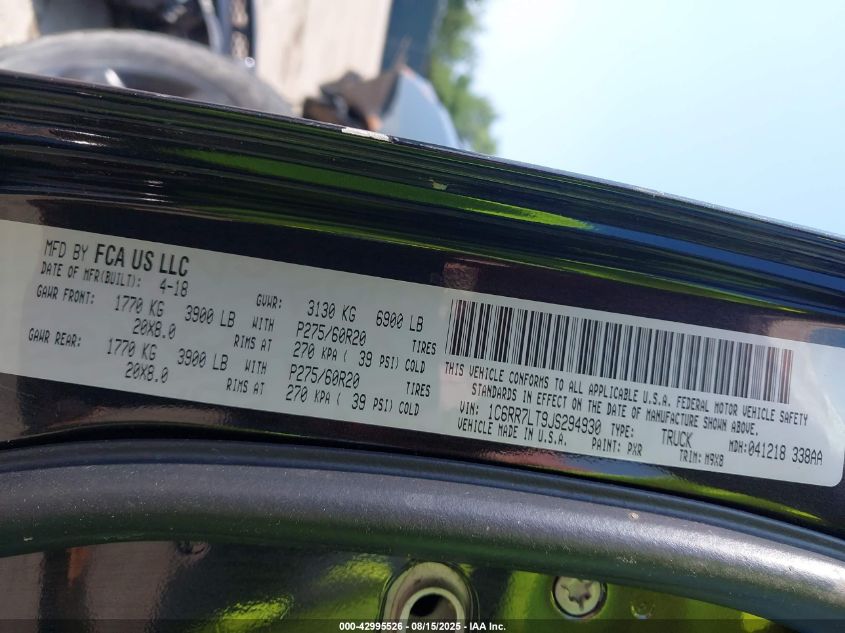 MFD BY FCA US LLC
DATE OF MFR(BUILT): 4-18
GVWR: 3130 KG 6900 LB
GAWR FRONT: 1770 KG 3900 LB WITH P275/60R20 TIRES
20X8.0 RIMS AT 270 KPA ( 39 PSI) COLD
GAWR REAR: 1770 KG 3900 LB WITH P275/60R20 TIRES
20X8.0 RIMS AT 270 KPA ( 39 PSI) COLD
THIS VEHICLE CONFORMS TO ALL APPLICABLE U.S.A. FEDERAL MOTOR VEHICLE SAFETY
STANDARDS IN EFFECT ON THE DATE OF MANUFACTURE SHOWN ABOVE.
VIN: 1C6RR7LT9JS294930 TYPE: TRUCK MDH:041218 338AA
VEHICLE MADE IN U.S.A. PAINT: PXR TRIM: M9X8
000-42995526 - 08/15/2025 - IAA Inc.